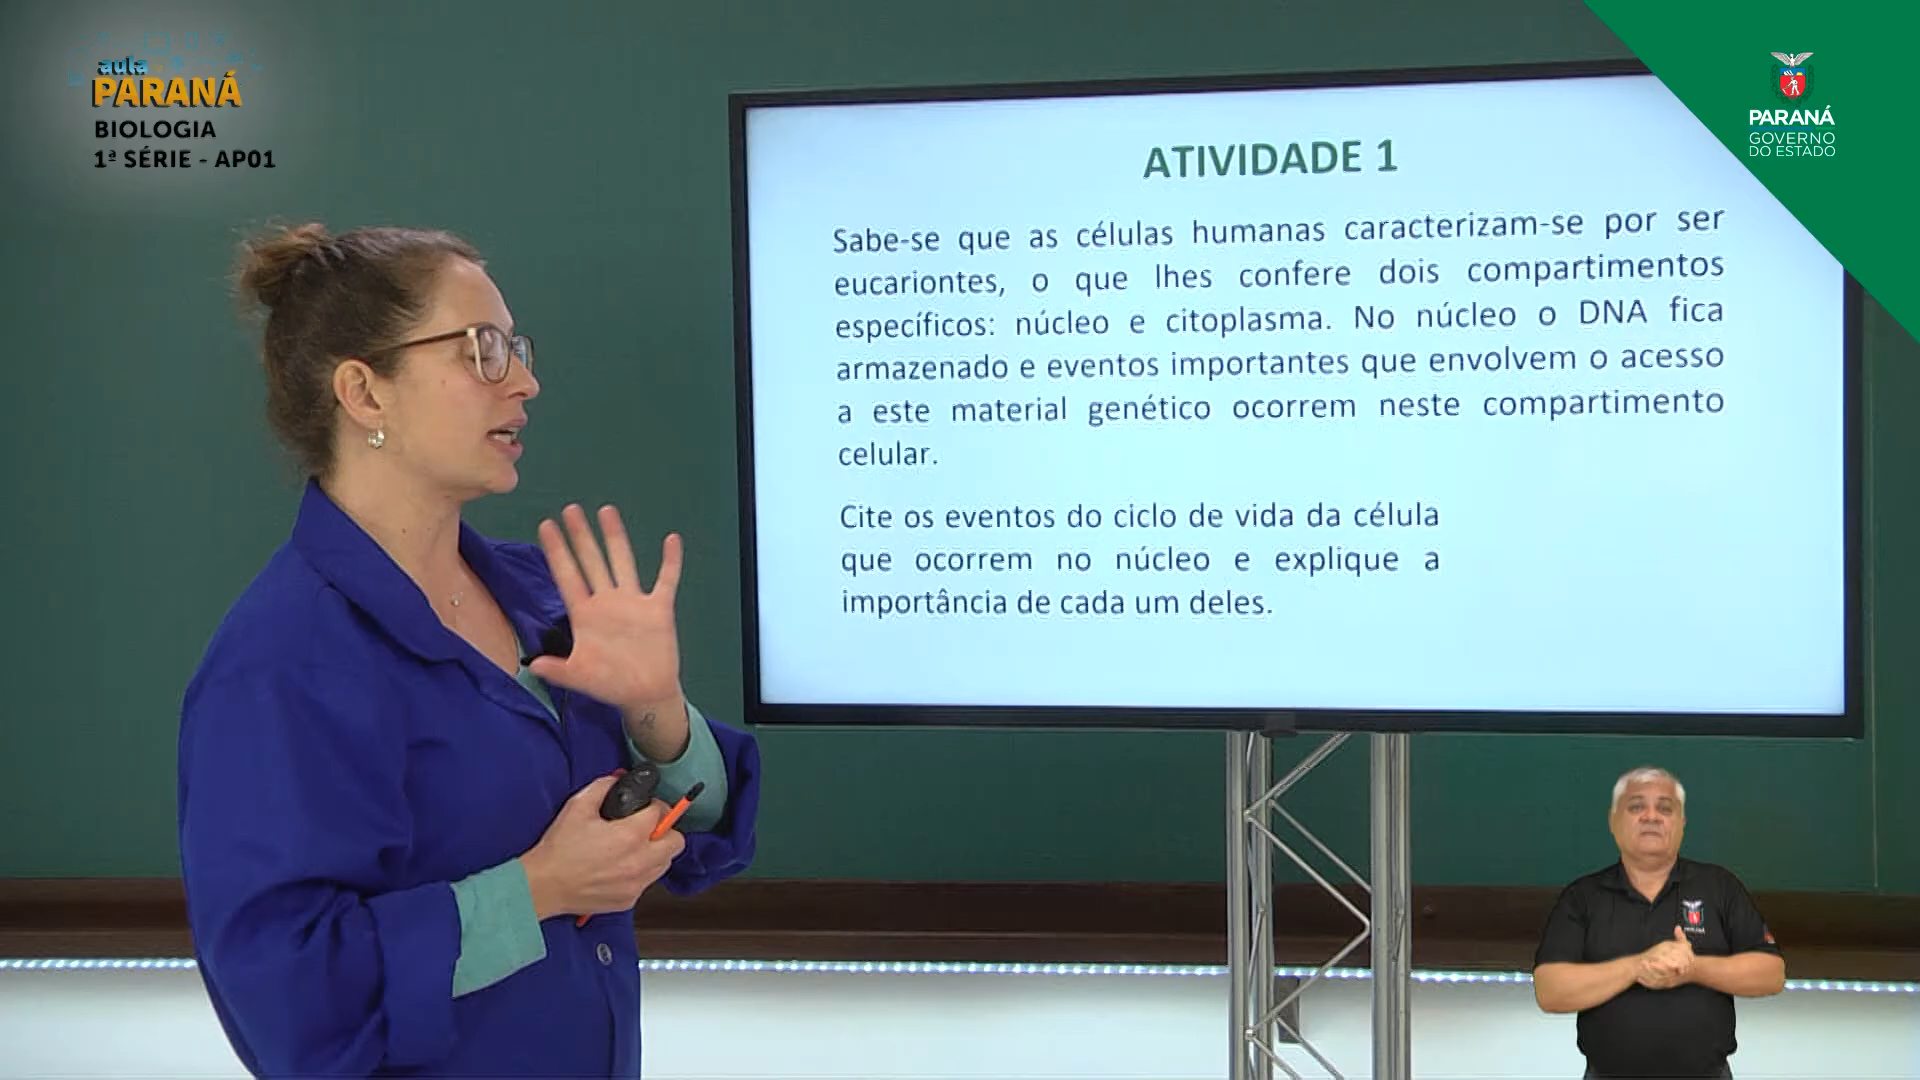 aula
PARANÁ
BIOLOGIA
1ª SÉRIE - AP01
PARANÁ
GOVERNO
DO ESTADO
ATIVIDADE 1
Sabe-se que as células humanas caracterizam-se por ser
eucariontes, o que lhes confere dois compartimentos
específicos: núcleo e citoplasma. No núcleo o DNA fica
armazenado e eventos importantes que envolvem o acesso
a este material genético ocorrem neste compartimento
celular.
Cite os eventos do ciclo de vida da célula
que ocorrem no núcleo e explique a
importância de cada um deles.